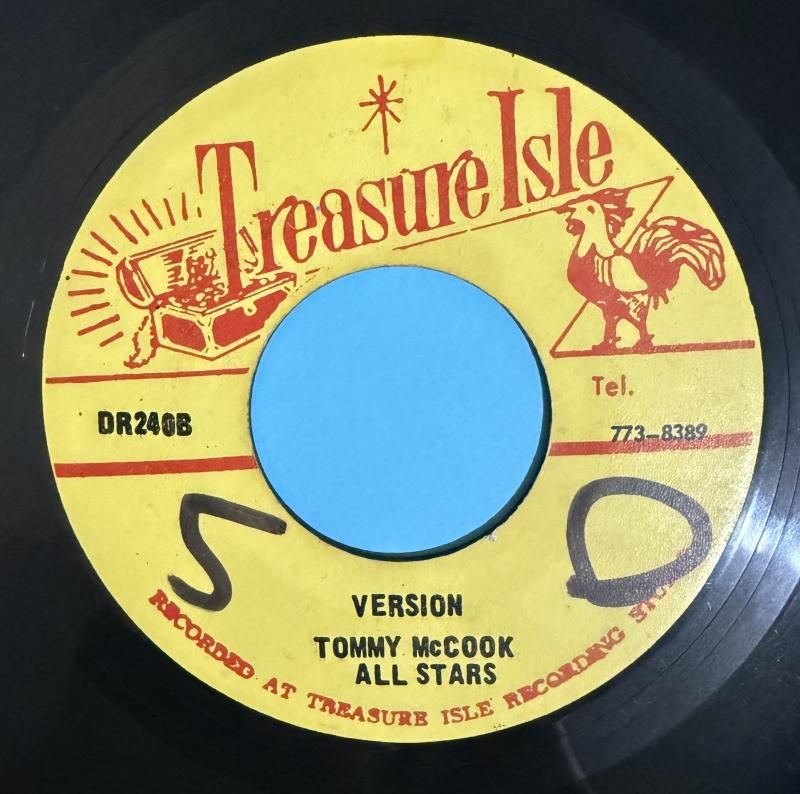 Treasure Isle
Tel.
DR240B
773-8389
S D
VERSION
TOMMY McCOOK
ALL STARS
RECORDED AT TREASURE ISLE RECORDING